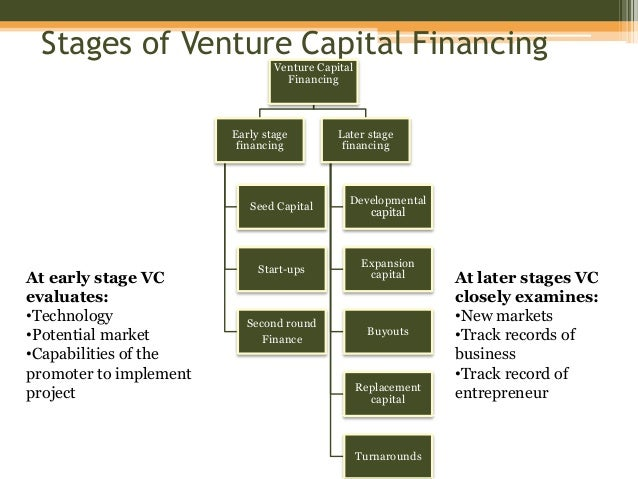 Stages of Venture Capital Financing
Venture Capital
Financing
Early stage
financing
Later stage
financing
Seed Capital
Developmental
capital
Start-ups
Expansion
capital
Second round
Finance
Buyouts
Replacement
capital
Turnarounds
At early stage VC
evaluates:
•Technology
•Potential market
•Capabilities of the
promoter to implement
project
At later stages VC
closely examines:
•New markets
•Track records of
business
•Track record of
entrepreneur